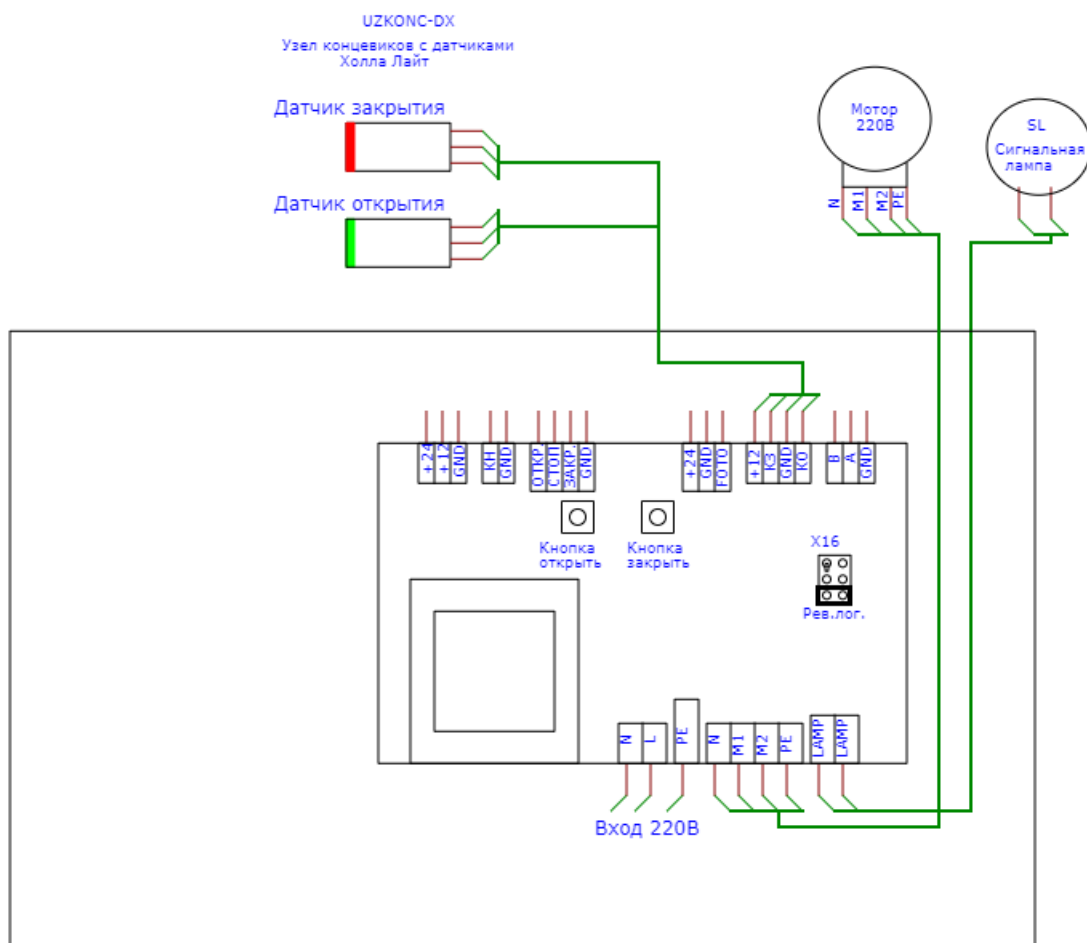 UZKONC-DX
Узел концевиков с датчиками
Холла Лайт
Датчик закрытия
Датчик открытия
Мотор
220В
N
M1
M2
PE
SL
Сигнальная
лампа
+24
+12
GND
КН
GND
ОТКР.
СТОП
ЗАКР.
GND
+24
GND
FOTO
+12
КЗ
GND
КО
B
A
GND
Кнопка
открыть
Кнопка
закрыть
X16
Рев.лог.
N
L
PE
N
M1
M2
PE
LAMP
LAMP
Вход 220В